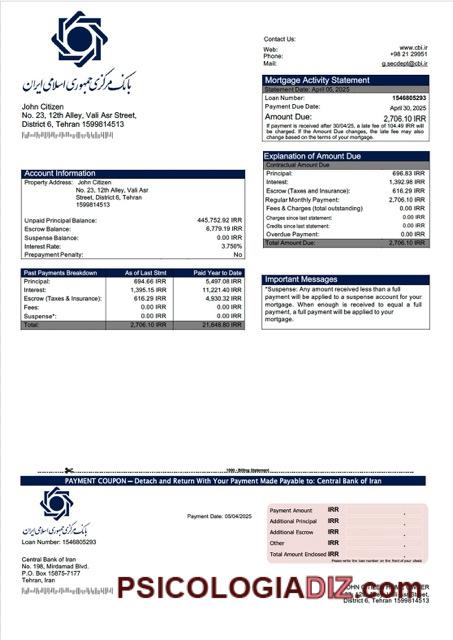 بانک مرکزی جمهوری اسلامی ایران
John Citizen
No. 23, 12th Alley, Vali Asr Street,
District 6, Tehran 1599814513
Contact Us:
Web: www.cbi.ir
Phone: +98 21 29951
Mail: g.secdept@cbi.ir
Mortgage Activity Statement
Statement Date: April 05, 2025
Loan Number: 1546805293
Payment Due Date: April 30, 2025
Amount Due: 2,706.10 IRR
If payment is received after 30/04/25, a late fee of 104.49 IRR will
be charged. If the Amount Due changes, the late fee may also
change based on the terms of your mortgage.
Explanation of Amount Due
Contractual Amount Due
Principal: 696.83 IRR
Interest: 1,392.98 IRR
Escrow (Taxes and Insurance): 616.29 IRR
Regular Monthly Payment: 2,706.10 IRR
Fees & Charges (total outstanding) 0.00 IRR
Charges since last statement: 0.00 IRR
Credits since last statement: 0.00 IRR
Overdue Payment: 0.00 IRR
Total Amount Due: 2,706.10 IRR
Account Information
Property Address: John Citizen
No. 23, 12th Alley, Vali Asr
Street, District 6, Tehran
1599814513
Unpaid Principal Balance: 445,752.92 IRR
Escrow Balance: 6,779.19 IRR
Suspense Balance: 0.00 IRR
Interest Rate: 3.756%
Prepayment Penalty: No
Past Payments Breakdown As of Last Stmt Paid Year to Date
Principal: 694.66 IRR 5,497.08 IRR
Interest: 1,395.15 IRR 11,221.40 IRR
Escrow (Taxes & Insurance): 616.29 IRR 4,930.32 IRR
Fees: 0.00 IRR 0.00 IRR
Suspense*: 0.00 IRR 0.00 IRR
Total: 2,706.10 IRR 21,648.80 IRR
Important Messages
*Suspense: Any amount received less than a full
payment will be applied to a suspense account for your
mortgage. When enough is received to equal a full
payment, a full payment will be applied to your
mortgage.
Billing Statement
PAYMENT COUPON — Detach and Return With Your Payment Made Payable to: Central Bank of Iran
بانک مرکزی جمهوری اسلامی ایران
Loan Number: 1546805293
Payment Date: 05/04/2025
Payment Amount IRR .
Additional Principal IRR .
Additional Escrow IRR .
Other IRR .
Total Amount Enclosed IRR .
Please write the loan number on the front of your check
Central Bank of Iran
No. 198, Mirdamad Blvd.
P.O. Box 15875-7177
Tehran, Iran
PSICOLOGIADIZ.com
Tehran 1599814513